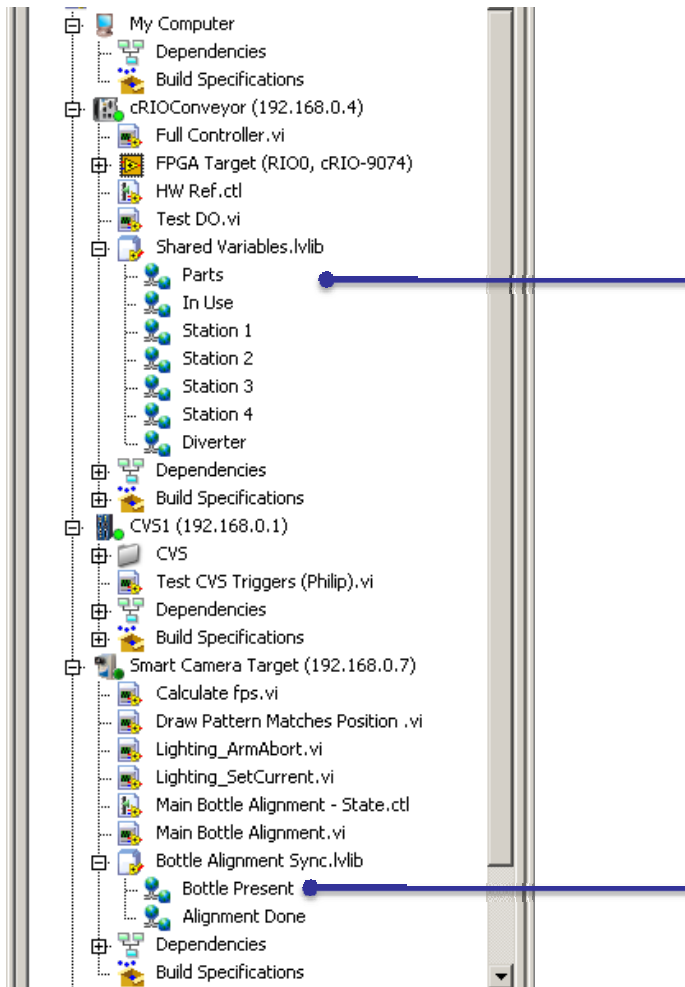 My Computer
Dependencies
Build Specifications
cRIOConveyor (192.168.0.4)
Full Controller.vi
FPGA Target (RIO0, cRIO-9074)
HW Ref.ctl
Test DO.vi
Shared Variables.lvlib
Parts
In Use
Station 1
Station 2
Station 3
Station 4
Diverter
Dependencies
Build Specifications
CVS1 (192.168.0.1)
CVS
Test CVS Triggers (Philip).vi
Dependencies
Build Specifications
Smart Camera Target (192.168.0.7)
Calculate fps.vi
Draw Pattern Matches Position .vi
Lighting_ArmAbort.vi
Lighting_SetCurrent.vi
Main Bottle Alignment - State.ctl
Main Bottle Alignment.vi
Bottle Alignment Sync.lvlib
Bottle Present
Alignment Done
Dependencies
Build Specifications